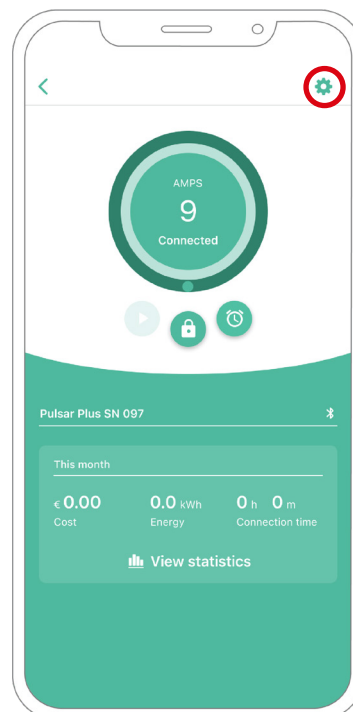 AMPS
9
Connected
Pulsar Plus SN 097
This month
€ 0.00 0.0 kWh 0 h 0 m
Cost Energy Connection time
View statistics